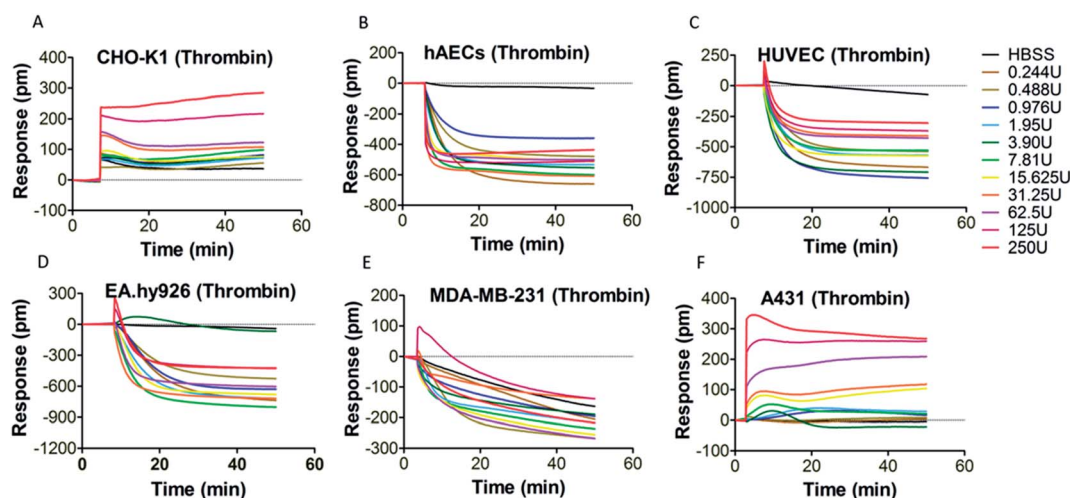 A
CHO-K1 (Thrombin)
Response (pm)
400
300
200
100
0
-100
0
20
40
60
Time (min)
B
hAECs (Thrombin)
Response (pm)
200
0
-200
-400
-600
-800
0
20
40
60
Time (min)
C
HUVEC (Thrombin)
Response (pm)
250
0
-250
-500
-750
-1000
0
20
40
60
Time (min)
HBSS
0.244U
0.488U
0.976U
1.95U
3.90U
7.81U
15.625U
31.25U
62.5U
125U
250U
D
EA.hy926 (Thrombin)
Response (pm)
300
0
-300
-600
-900
-1200
0
20
40
60
Time (min)
E
MDA-MB-231 (Thrombin)
Response (pm)
200
100
0
-100
-200
-300
0
20
40
60
Time (min)
F
A431 (Thrombin)
Response (pm)
400
300
200
100
0
-100
0
20
40
60
Time (min)